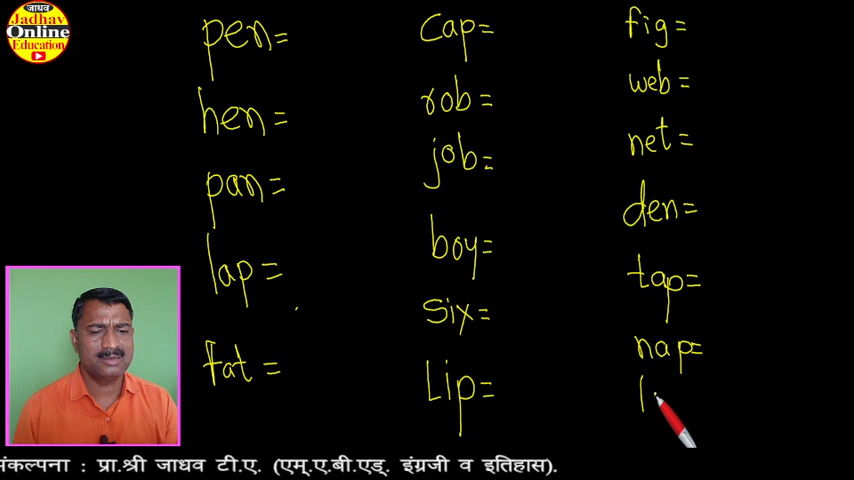 जाधव
Jadhav
Online
Education
pen=
hen=
pan=
lap=
fat=
Cap=
rob=
job=
boy=
Six=
Lip=
fig=
web=
net=
den=
tap=
nap=
संकल्पना : प्रा.श्री जाधव टी.ए. (एम्.ए.बी.एड्. इंग्रजी व इतिहास).